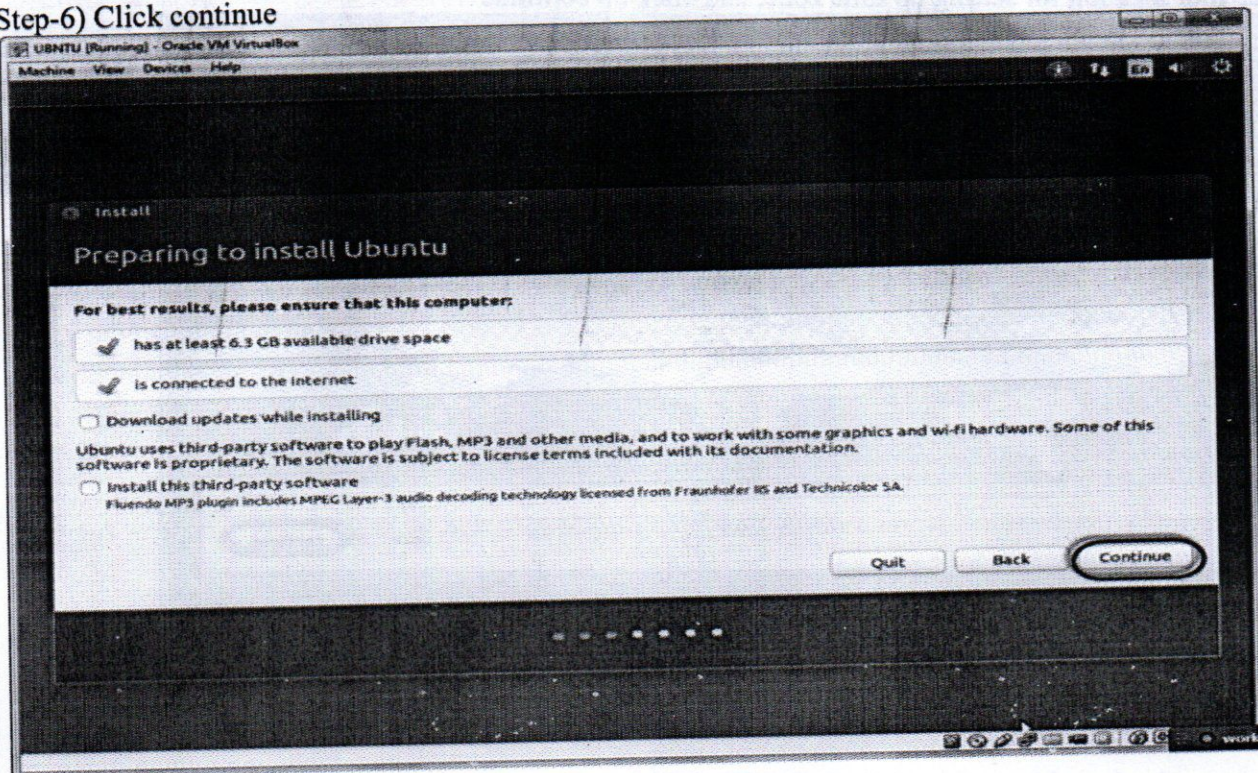 Step-6) Click continue
UBNTU [Running] - Oracle VM VirtualBox
Machine View Devices Help
En
Install
Preparing to install Ubuntu
For best results, please ensure that this computer:
has at least 6.3 GB available drive space
is connected to the Internet
Download updates while installing
Ubuntu uses third-party software to play Flash, MP3 and other media, and to work with some graphics and wi-fi hardware. Some of this
software is proprietary. The software is subject to license terms included with its documentation.
Install this third-party software
Fluendo MP3 plugin includes MPEG Layer-3 audio decoding technology licensed from Fraunhofer IIS and Technicolor SA.
Quit Back Continue